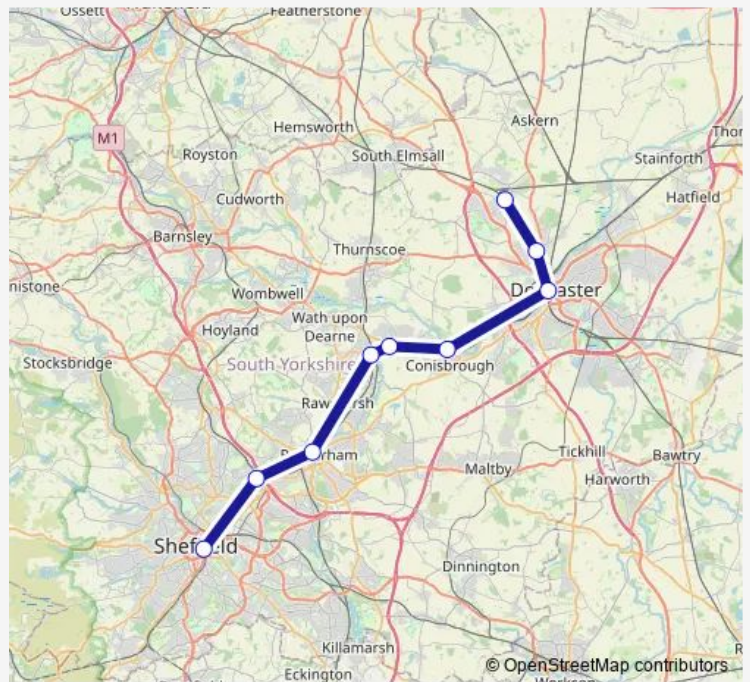 Ossett
Featherstone
M1
Hemsworth
Askern
Royston
South Elmsall
Stainforth
Cudworth
Hatfield
Barnsley
Thurnscoe
nistone
Wombwell
Wath upon
Dearne
Hoyland
Stocksbridge
South Yorkshire
Conisbrough
Tickhill
Bawtry
Maltby
Harworth
Dinnington
Killamarsh
Eckington
© OpenStreetMap contributors